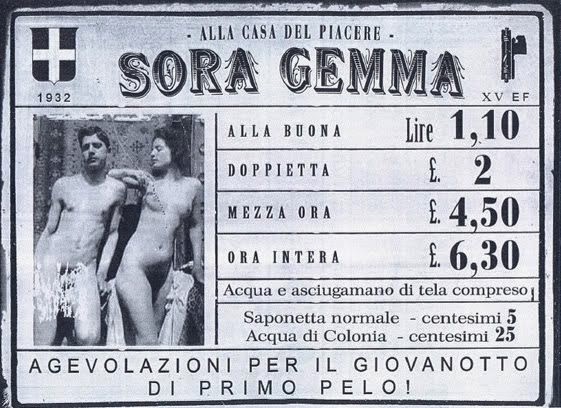 - ALLA CASA DEL PIACERE -
SORA GEMMA
1932
XV EF
ALLA BUONA Lire 1,10
DOPPIETTA £. 2
MEZZA ORA £. 4,50
ORA INTERA £. 6,30
Acqua e asciugamano di tela compreso
Saponetta normale - centesimi 5
Acqua di Colonia - centesimi 25
AGEVOLAZIONI PER IL GIOVANOTTO
DI PRIMO PELO!